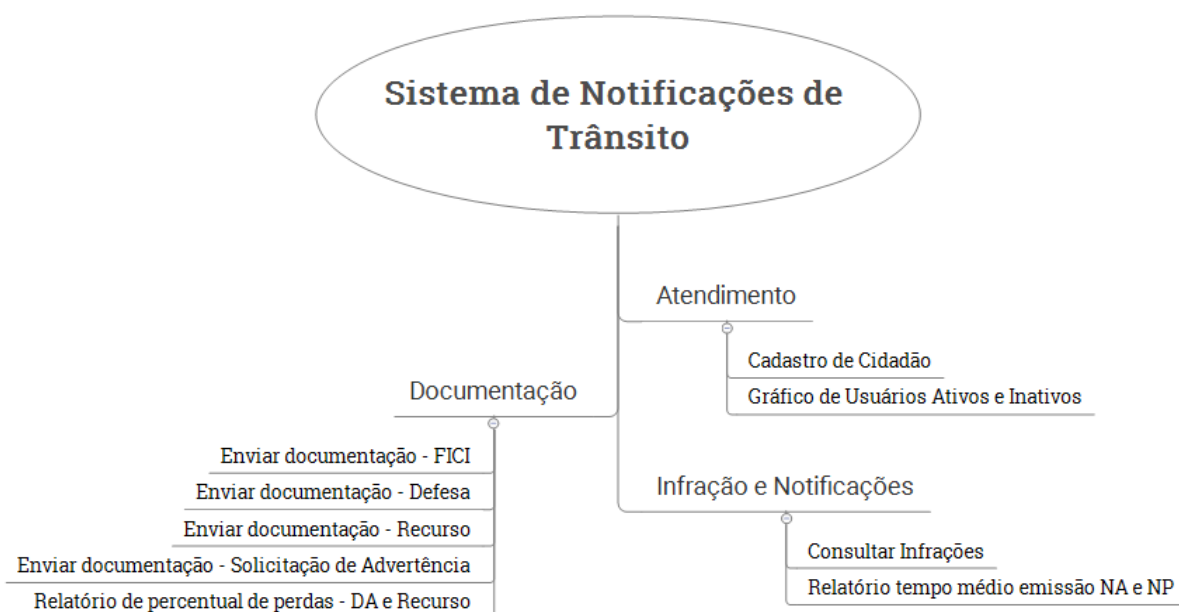 Sistema de Notificações de
Trânsito
Atendimento
Cadastro de Cidadão
Gráfico de Usuários Ativos e Inativos
Documentação
Enviar documentação - FICI
Enviar documentação - Defesa
Enviar documentação - Recurso
Enviar documentação - Solicitação de Advertência
Relatório de percentual de perdas - DA e Recurso
Infração e Notificações
Consultar Infrações
Relatório tempo médio emissão NA e NP